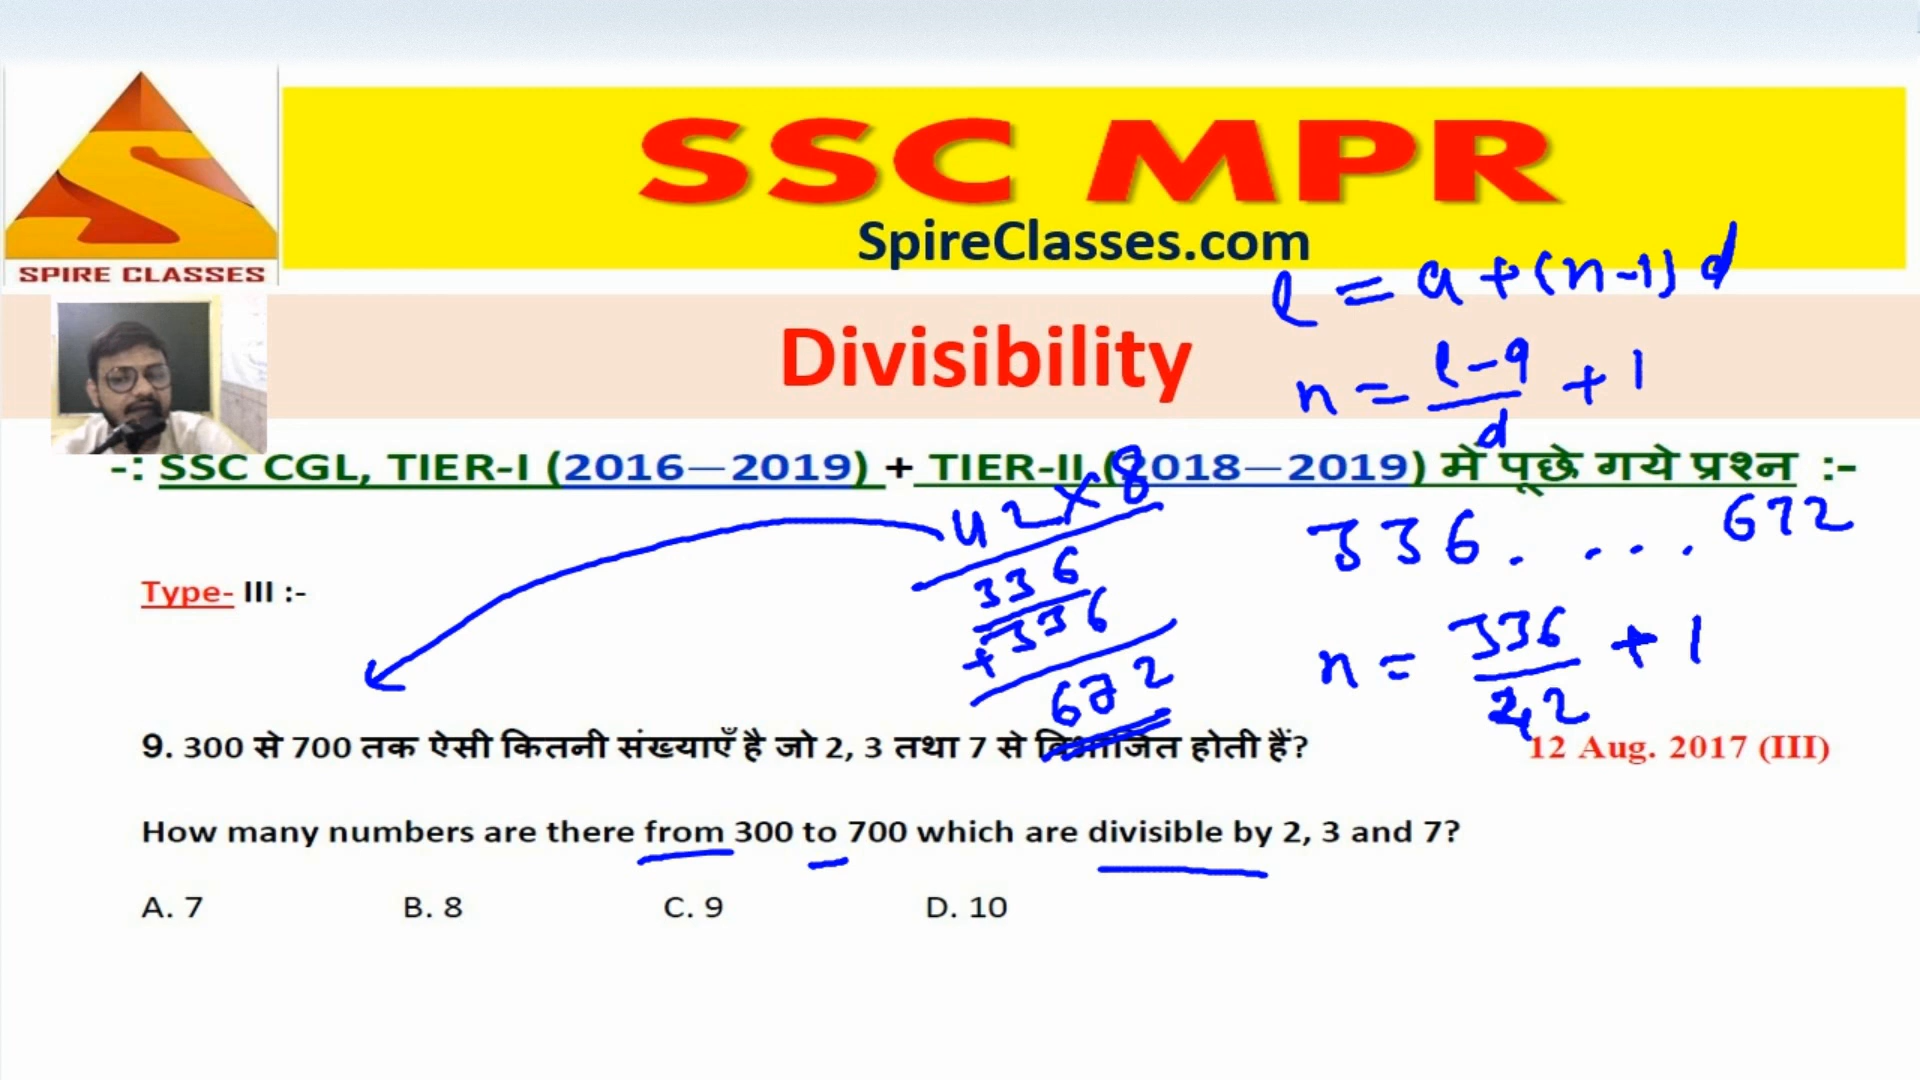 SSC MPR
SpireClasses.com
SPIRE CLASSES
l = a + (n-1) d
Divisibility
n = l-a/d + 1
-: SSC CGL, TIER-I (2016—2019) + TIER-II (2018—2019) में पूछे गये प्रश्न :-
42 × 8
336 . ... . 672
336
+336
672
Type- III :-
n = 336/42 + 1
9. 300 से 700 तक ऐसी कितनी संख्याएँ है जो 2, 3 तथा 7 से विभाजित होती हैं? 12 Aug. 2017 (III)
How many numbers are there from 300 to 700 which are divisible by 2, 3 and 7?
A. 7 B. 8 C. 9 D. 10